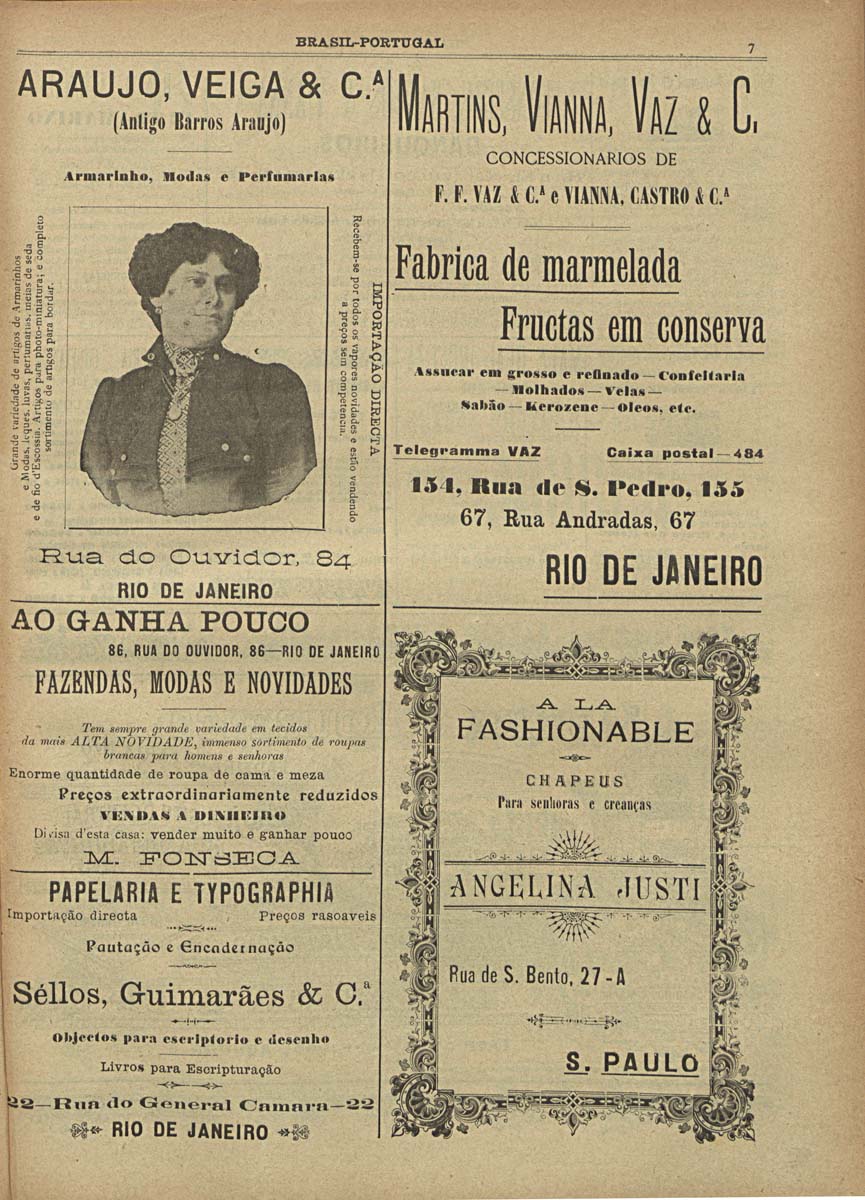 BRASIL-PORTUGAL
7
ARAUJO, VEIGA & C.ª
(Antigo Barros Araujo)
Armarinho, Modas e Perfumarias
Grande variedade de artigos de Armarinhos
e Modas, leques, luvas, perfumarias, meias de seda
e de fio d'Escossia. Artigos para photo-miniatura; e completo
sortimento de artigos para bordar.
IMPORTAÇÃO DIRECTA
Recebem-se por todos os vapores novidades e estão vendendo
a preços sem competencia.
Rua do Ouvidor, 84
RIO DE JANEIRO
AO GANHA POUCO
86, RUA DO OUVIDOR, 86—RIO DE JANEIRO
FAZENDAS, MODAS E NOVIDADES
Tem sempre grande variedade em tecidos
da mais ALTA NOVIDADE, immenso sortimento de roupas
brancas para homens e senhoras
Enorme quantidade de roupa de cama e meza
Preços extraordinariamente reduzidos
VENDAS A DINHEIRO
Divisa d'esta casa: vender muito e ganhar pouco
M. FONSECA
PAPELARIA E TYPOGRAPHIA
Importação directa Preços rasoaveis
Pautação e Encadernação
Séllos, Guimarães & C.ª
Objectos para escriptorio e desenho
Livros para Escripturação
22—Rua do General Camara—22
RIO DE JANEIRO
MARTINS, VIANNA, VAZ & C.
CONCESSIONARIOS DE
F. F. VAZ & C.ª e VIANNA, CASTRO & C.ª
Fabrica de marmelada
Fructas em conserva
Assucar em grosso e refinado—Confeitaria
—Molhados—Velas—
Sabão—Kerozene—Oleos, etc.
Telegramma VAZ Caixa postal—484
154, Rua de S. Pedro, 155
67, Rua Andradas, 67
RIO DE JANEIRO
A LA
FASHIONABLE
CHAPEUS
Para senhoras e creanças
ANGELINA JUSTI
Rua de S. Bento, 27-A
S. PAULO